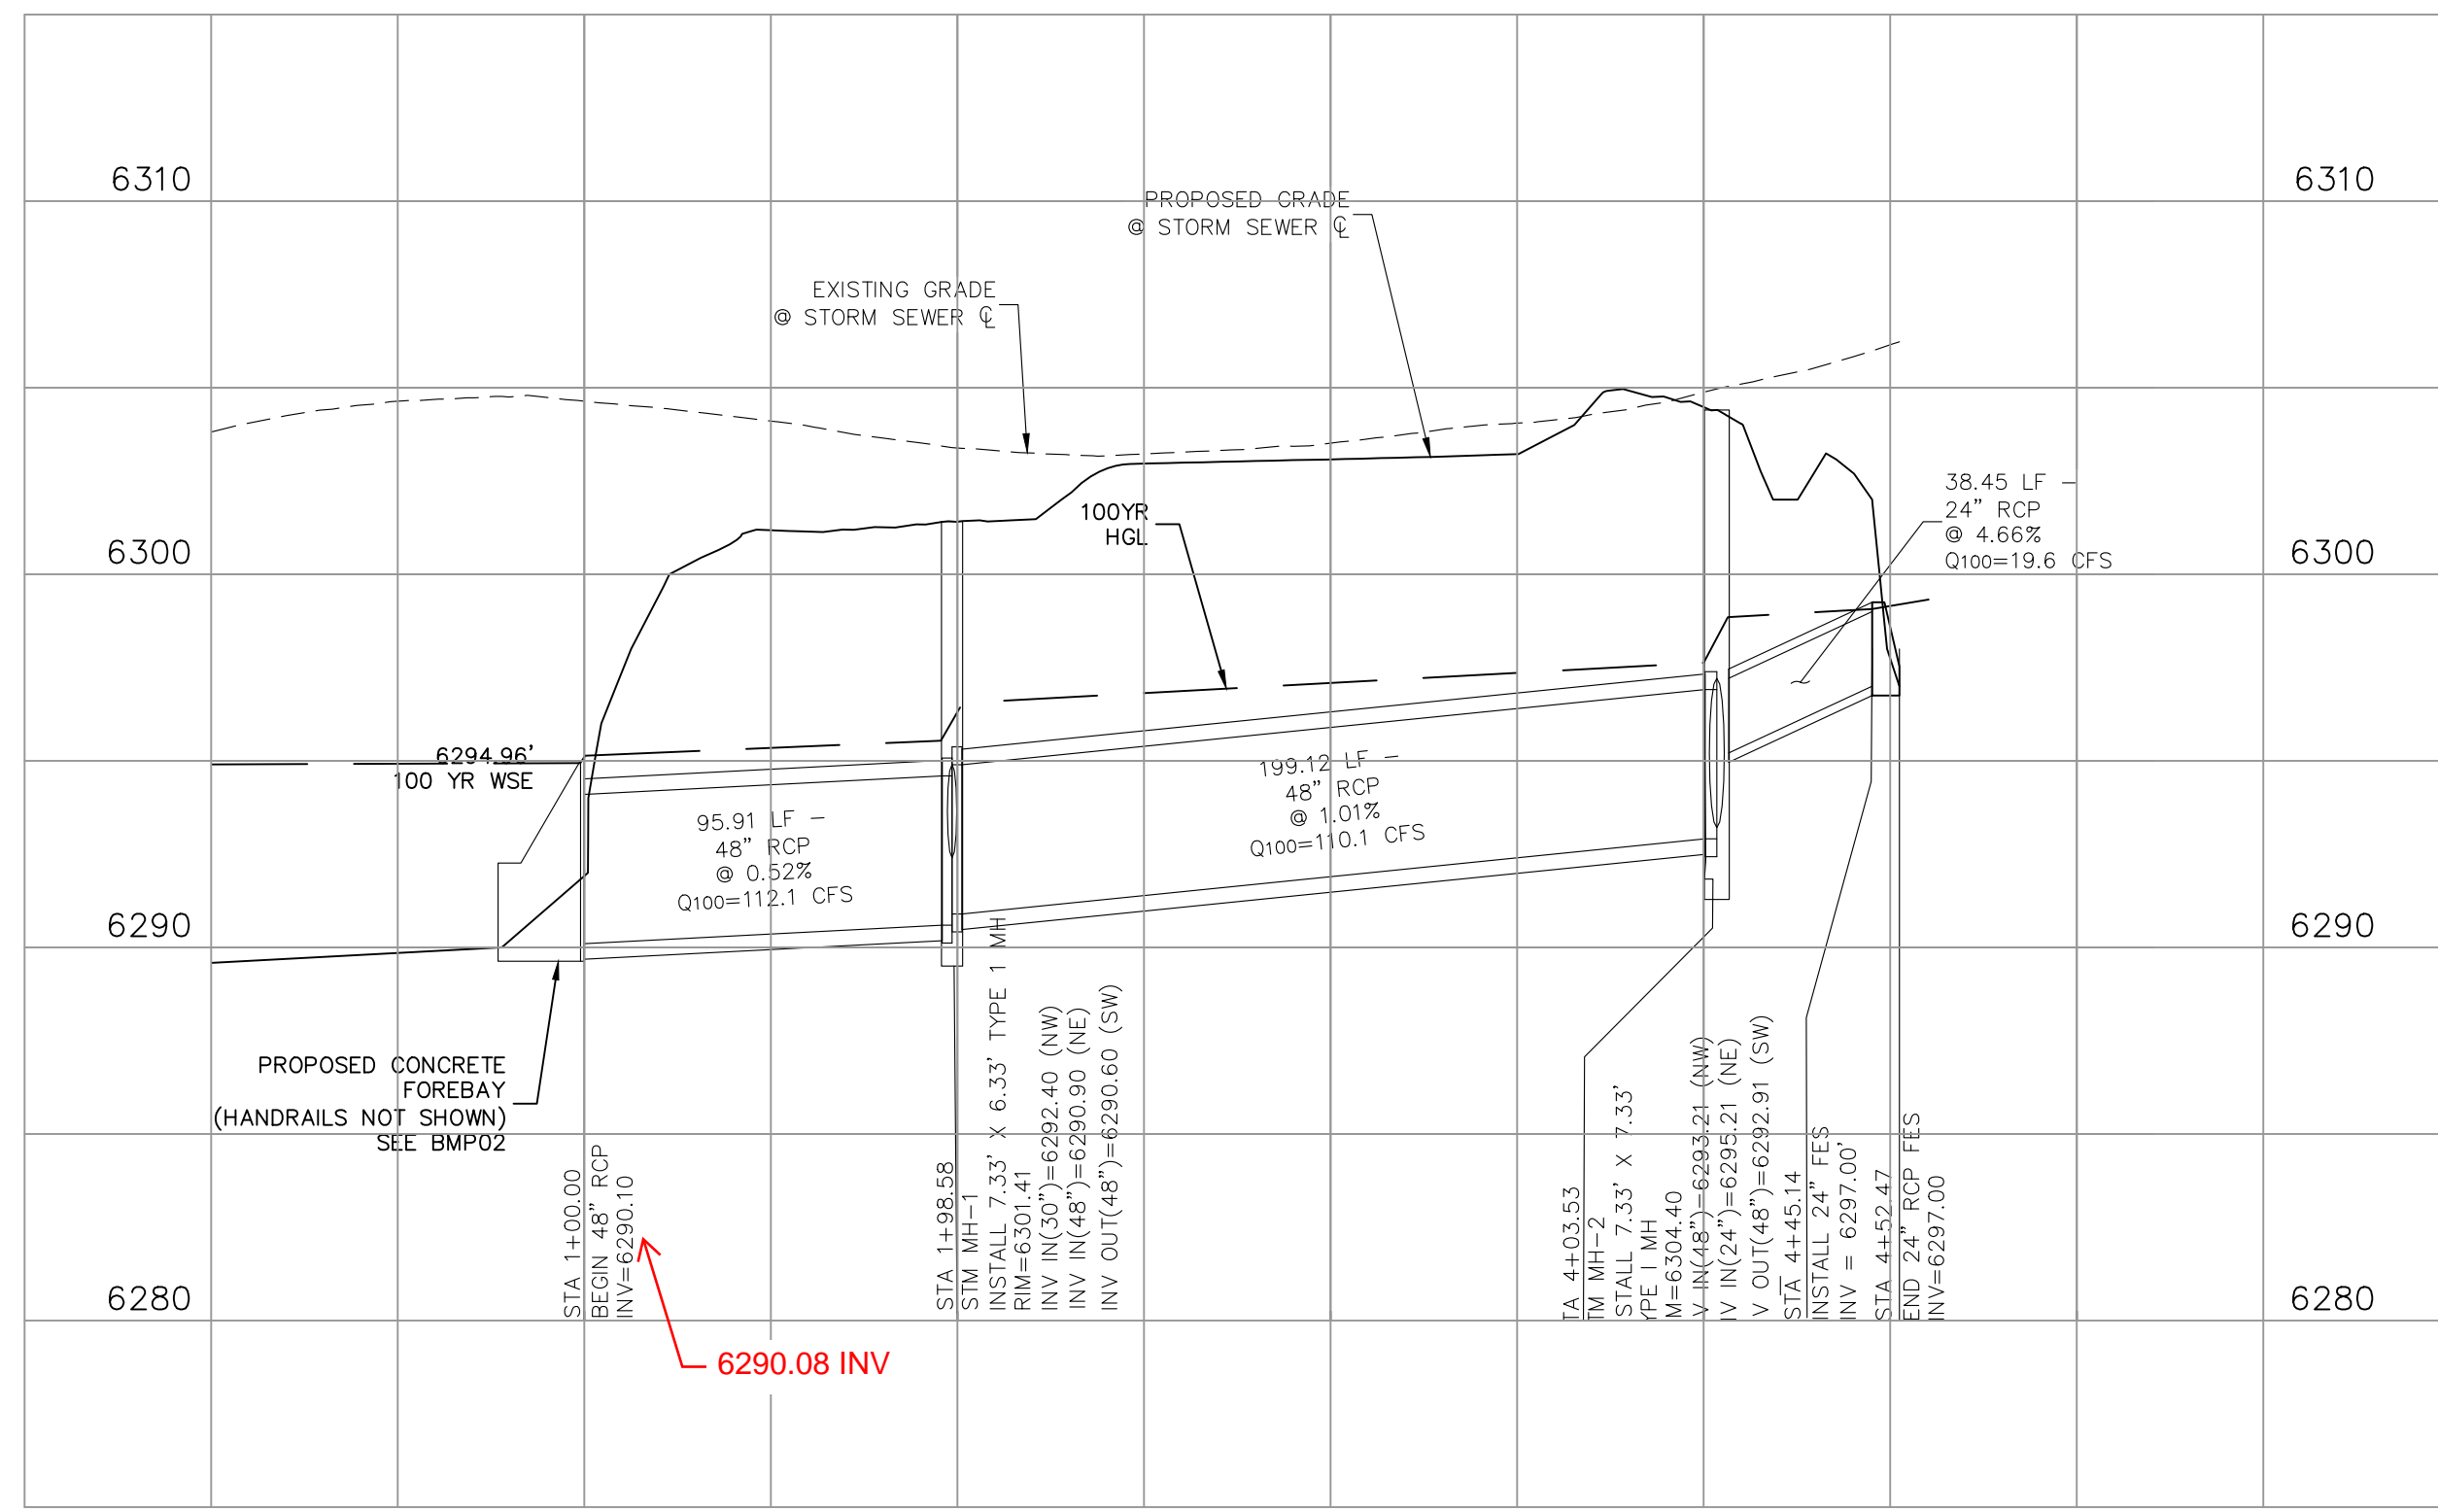 6310
6310
PROPOSED GRADE
@ STORM SEWER ℄
EXISTING GRADE
@ STORM SEWER ℄
38.45 LF –
24" RCP
@ 4.66%
Q100=19.6 CFS
100YR
HGL
6300
6300
6294.96'
100 YR WSE
199.12 LF –
48" RCP
@ 1.01%
Q100=110.1 CFS
95.91 LF –
48" RCP
@ 0.52%
Q100=112.1 CFS
6290
6290
PROPOSED CONCRETE
FOREBAY
(HANDRAILS NOT SHOWN)
SEE BMP02
STA 1+00.00
BEGIN 48" RCP
INV=6290.10
STA 1+98.58
STM MH-1
INSTALL 7.33' X 6.33' TYPE 1 MH
RIM=6301.41
INV IN(30")=6292.40 (NW)
INV IN(48")=6290.90 (NE)
INV OUT(48")=6290.60 (SW)
TA 4+03.53
TM MH-2
STALL 7.33' X 7.33'
YPE I MH
M=6304.40
V IN(48")=6293.21 (NW)
IV IN(24")=6295.21 (NE)
V OUT(48")=6292.91 (SW)
STA 4+45.14
INSTALL 24" FES
INV = 6297.00'
STA 4+52.47
END 24" RCP FES
INV=6297.00
6280
6280
6290.08 INV